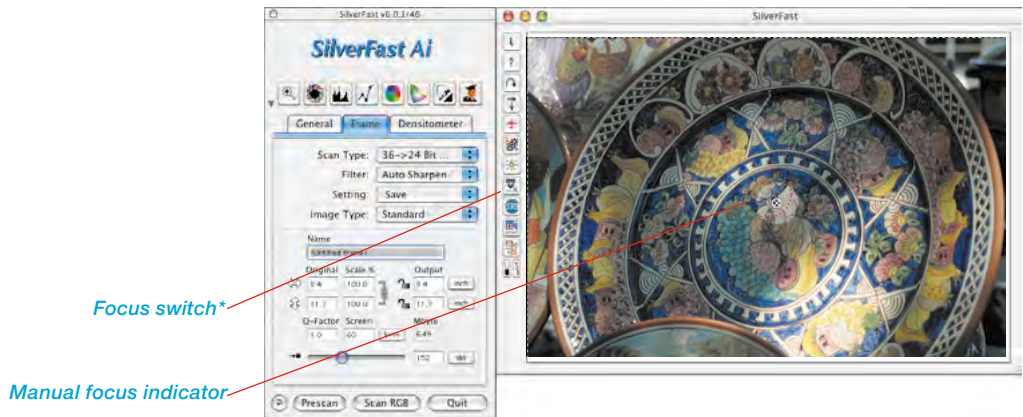 SilverFast v6.0.1r46
SilverFast
SilverFast Ai
General Frame Densitometer
Scan Type: 36->24 Bit ...
Filter: Auto Sharpen
Setting: Save
Image Type: Standard
Name
Original Scale % Output
8.4 100.0 8.4 inch
11.7 100.0 11.7 inch
Q-Factor Screen Mbyte
1.0 60 6.49
152 dpi
Focus switch*
Manual focus indicator
Prescan Scan RGB Quit